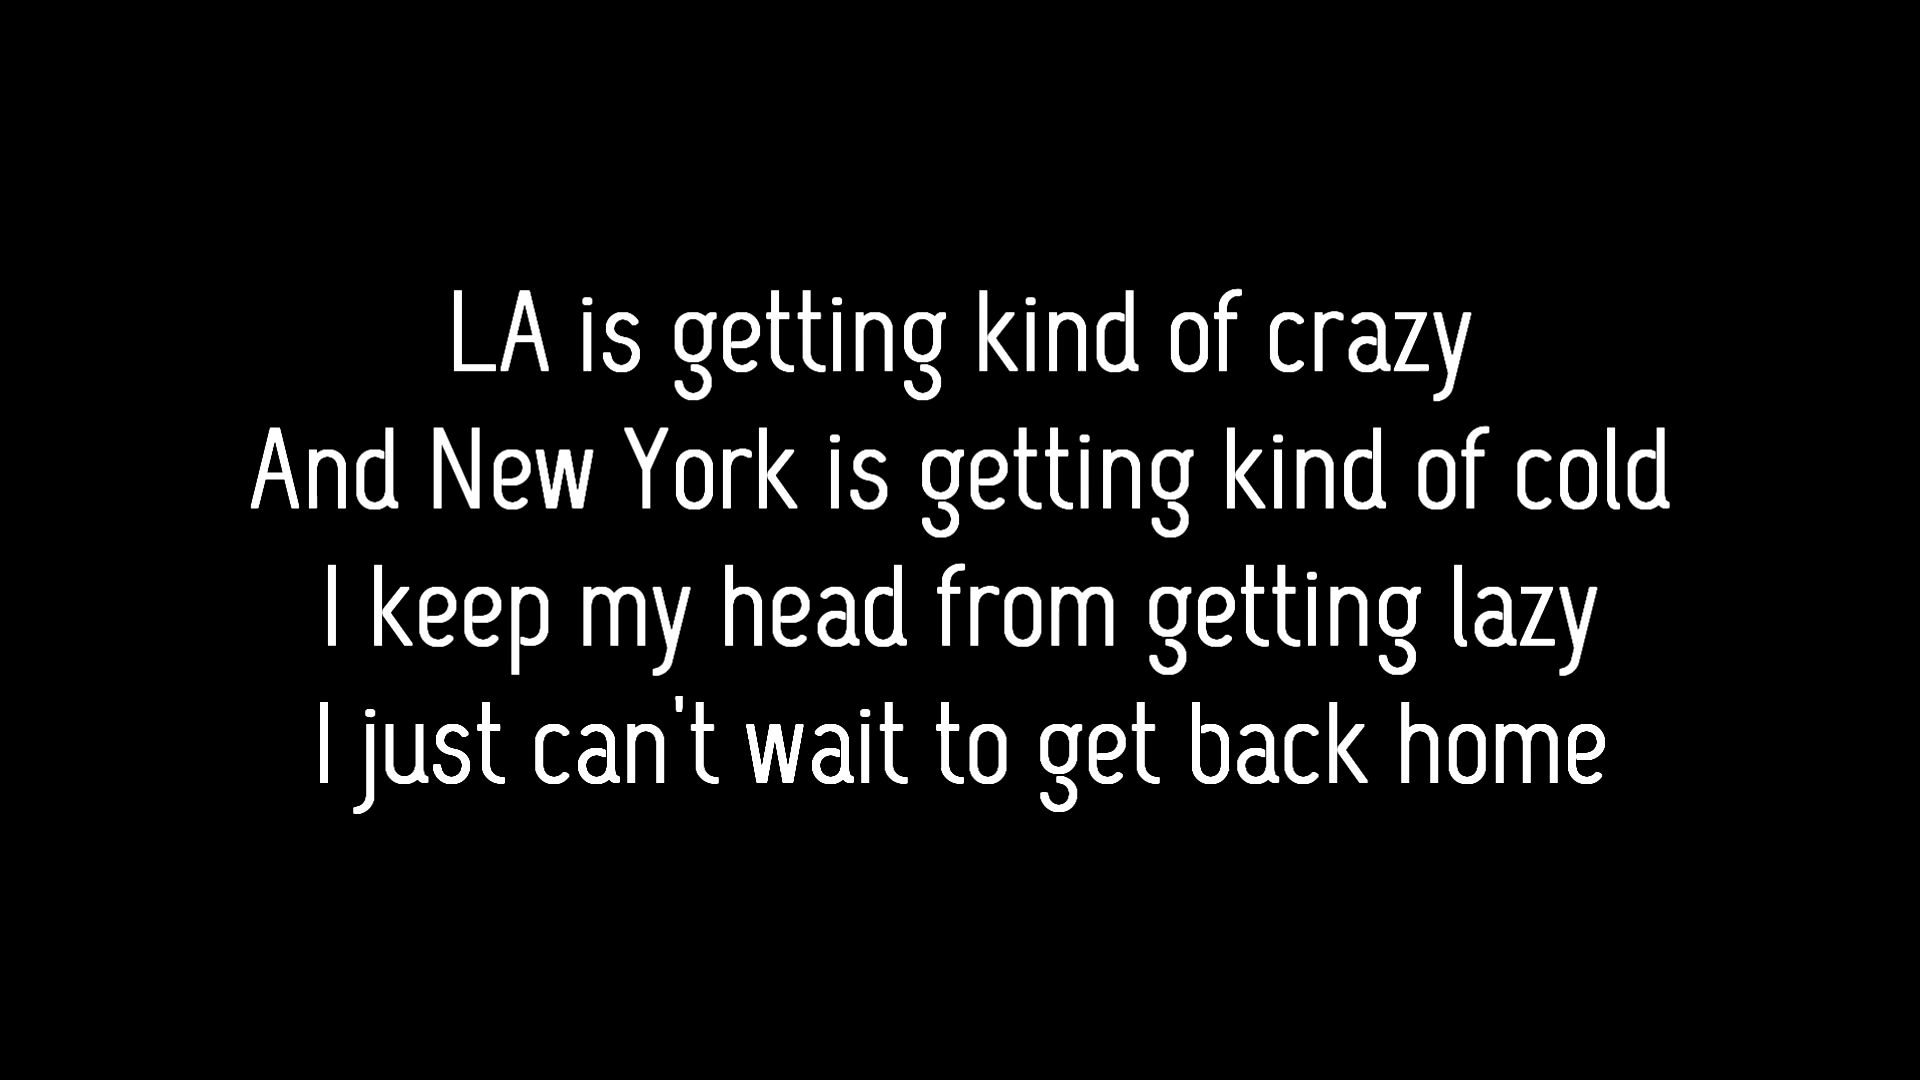 LA is getting kind of crazy
And New York is getting kind of cold
I keep my head from getting lazy
I just can't wait to get back home